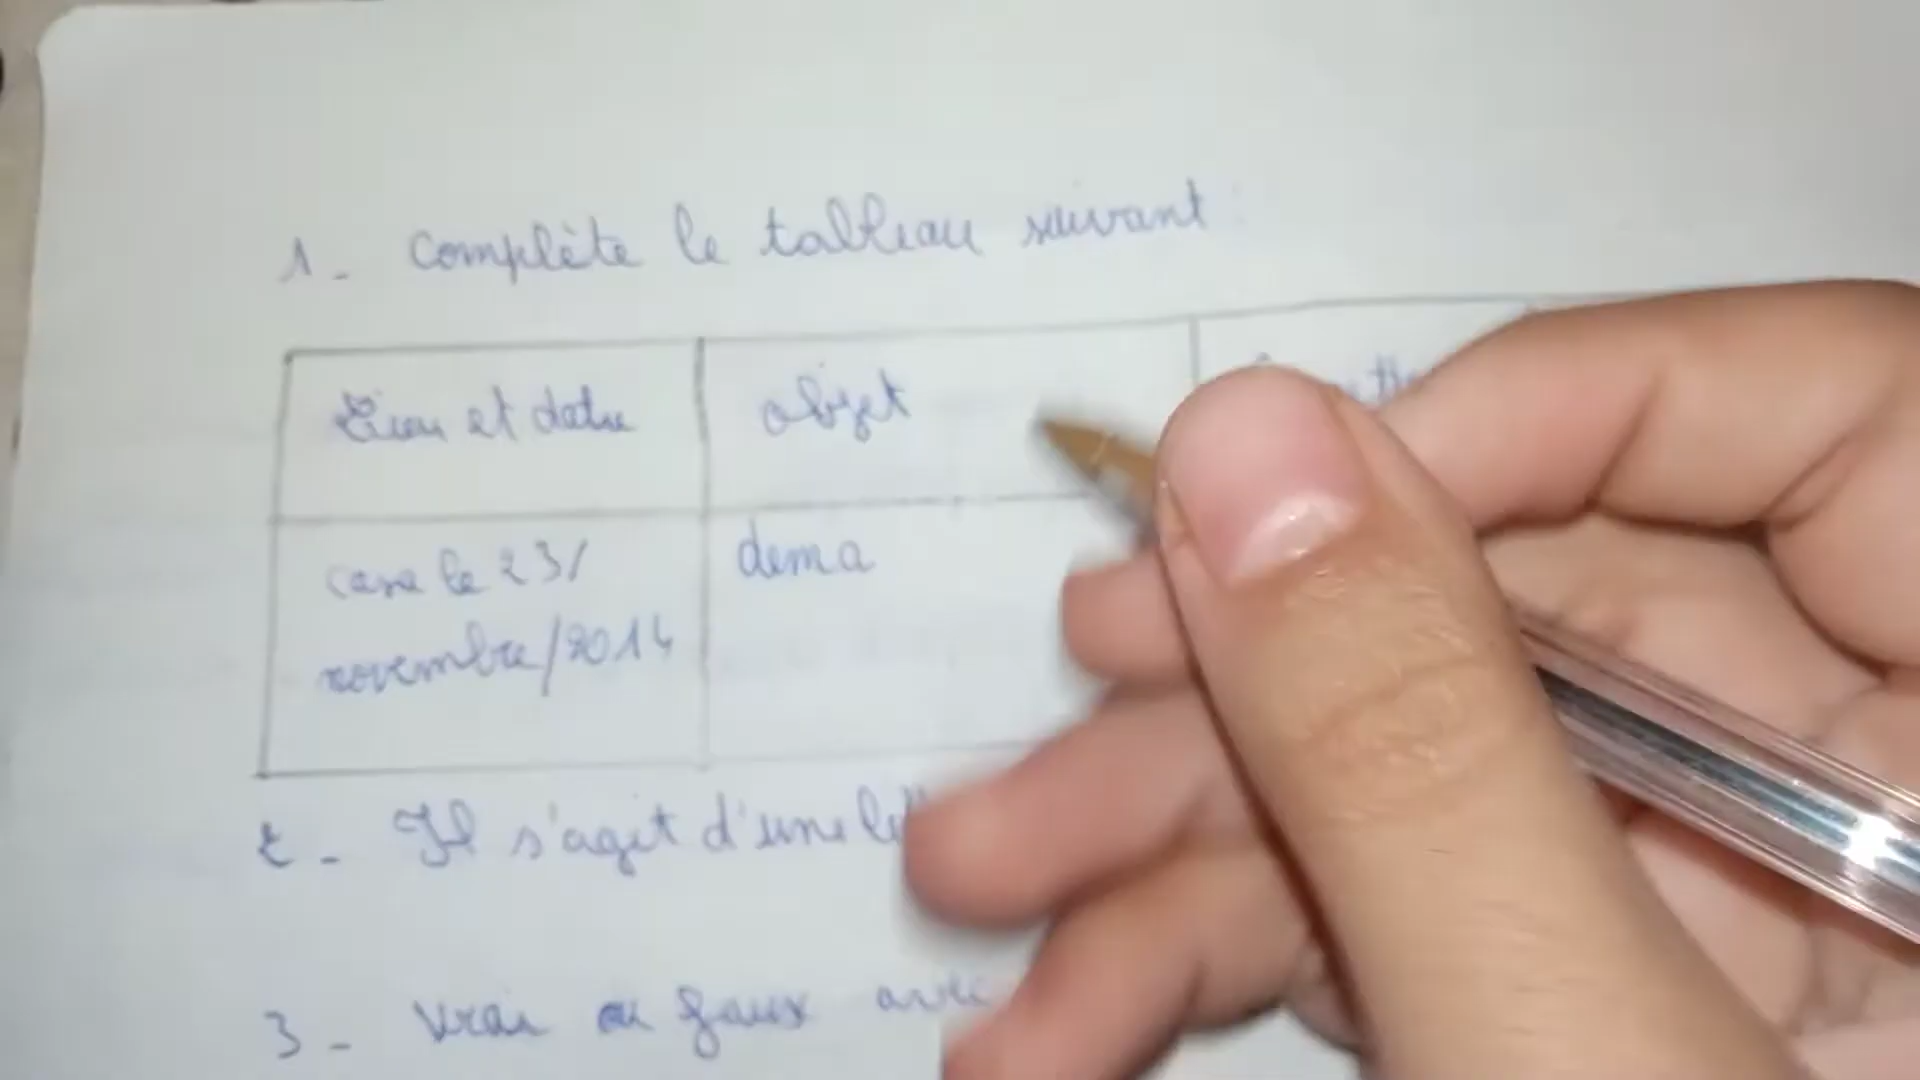 1 - Complète le tableau suivant :
Lieu et date
objet
casa le 23/
novembre/2014
dema
2 - Il s'agit d'une
3 - Vrai ou faux avec